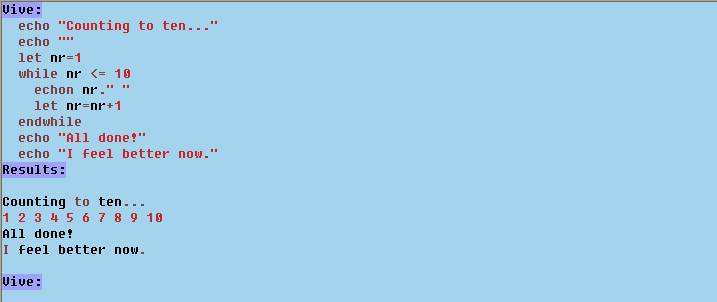 Vive:
echo "Counting to ten..."
echo ""
let nr=1
while nr <= 10
echon nr." "
let nr=nr+1
endwhile
echo "All done!"
echo "I feel better now."
Results:
Counting to ten...
1 2 3 4 5 6 7 8 9 10
All done!
I feel better now.
Vive: